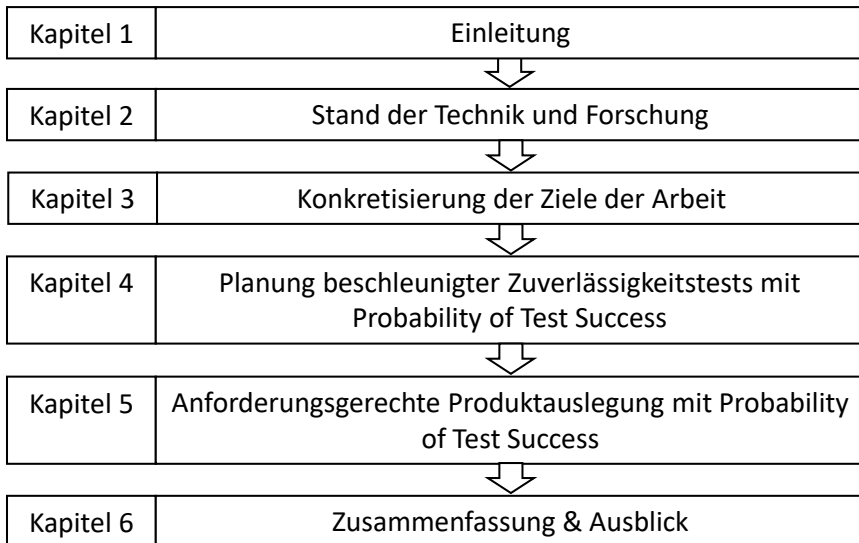 Kapitel 1 Einleitung
Kapitel 2 Stand der Technik und Forschung
Kapitel 3 Konkretisierung der Ziele der Arbeit
Kapitel 4 Planung beschleunigter Zuverlässigkeitstests mit
Probability of Test Success
Kapitel 5 Anforderungsgerechte Produktauslegung mit Probability
of Test Success
Kapitel 6 Zusammenfassung & Ausblick